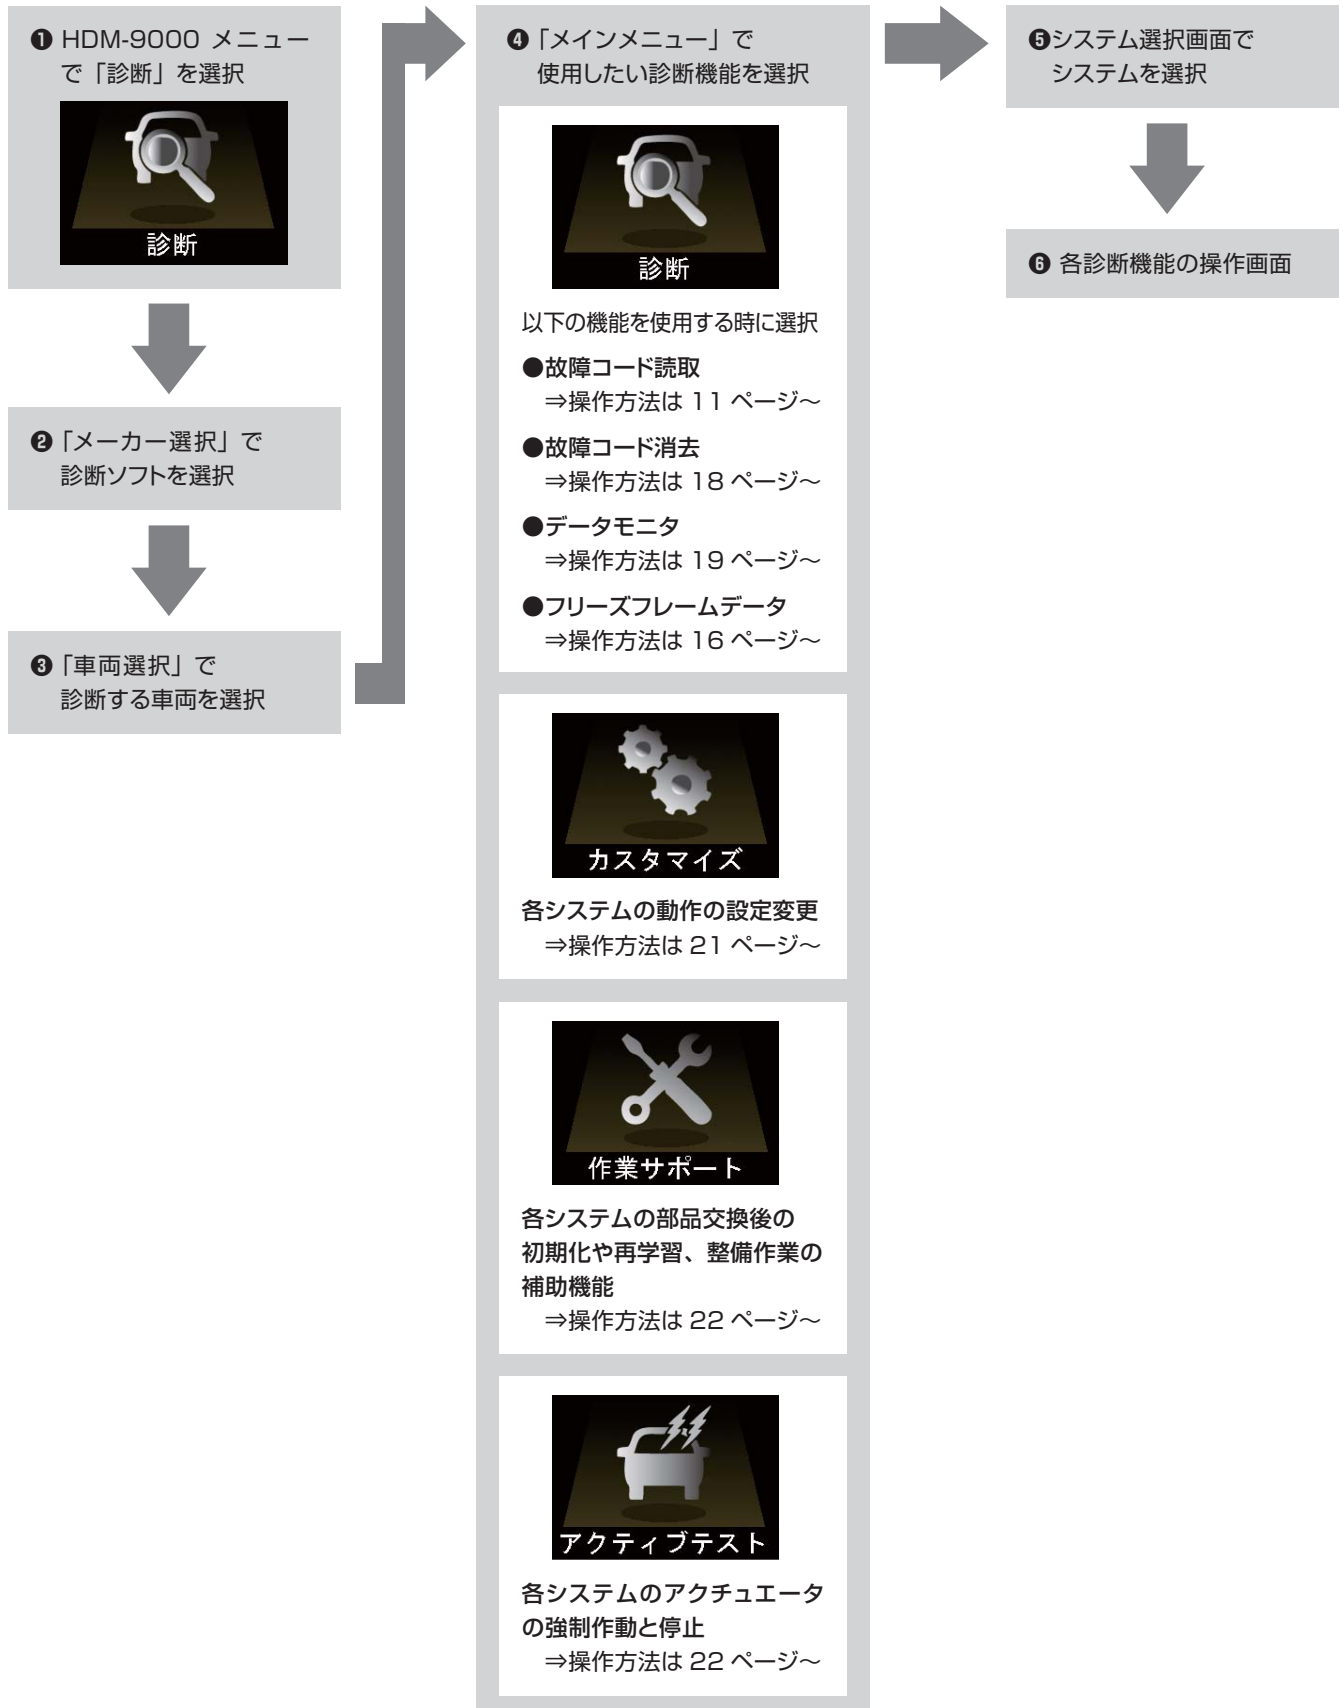 ❶ HDM-9000 メニュー
で「診断」を選択
診断
❷「メーカー選択」で
診断ソフトを選択
❸「車両選択」で
診断する車両を選択
❹「メインメニュー」で
使用したい診断機能を選択
診断
以下の機能を使用する時に選択
●故障コード読取
⇒操作方法は 11 ページ～
●故障コード消去
⇒操作方法は 18 ページ～
●データモニタ
⇒操作方法は 19 ページ～
●フリーズフレームデータ
⇒操作方法は 16 ページ～
カスタマイズ
各システムの動作の設定変更
⇒操作方法は 21 ページ～
作業サポート
各システムの部品交換後の
初期化や再学習、整備作業の
補助機能
⇒操作方法は 22 ページ～
アクティブテスト
各システムのアクチュエータ
の強制作動と停止
⇒操作方法は 22 ページ～
❺システム選択画面で
システムを選択
❻ 各診断機能の操作画面